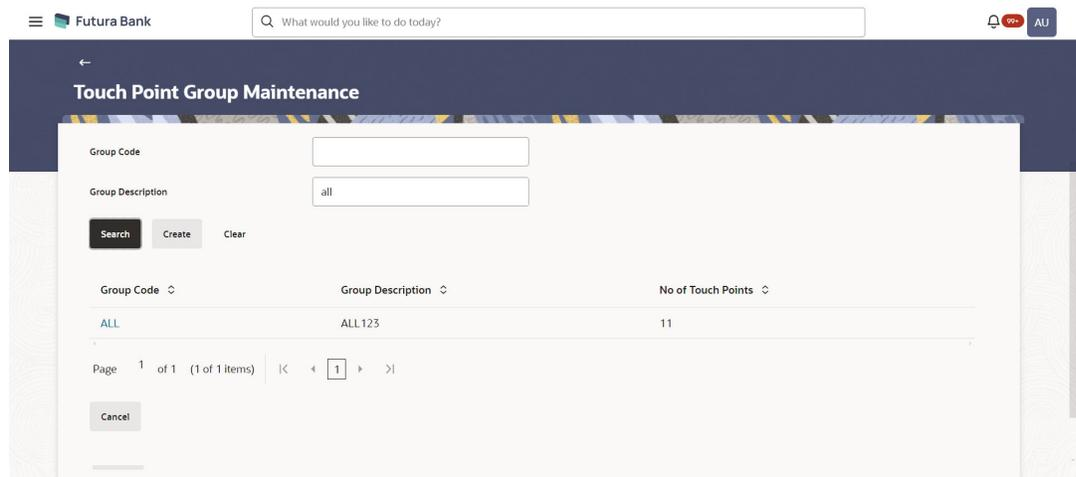 Futura Bank
What would you like to do today?
99+
AU
Touch Point Group Maintenance
Group Code
Group Description all
Search Create Clear
Group Code Group Description No of Touch Points
ALL ALL123 11
Page 1 of 1 (1 of 1 items) 1
Cancel